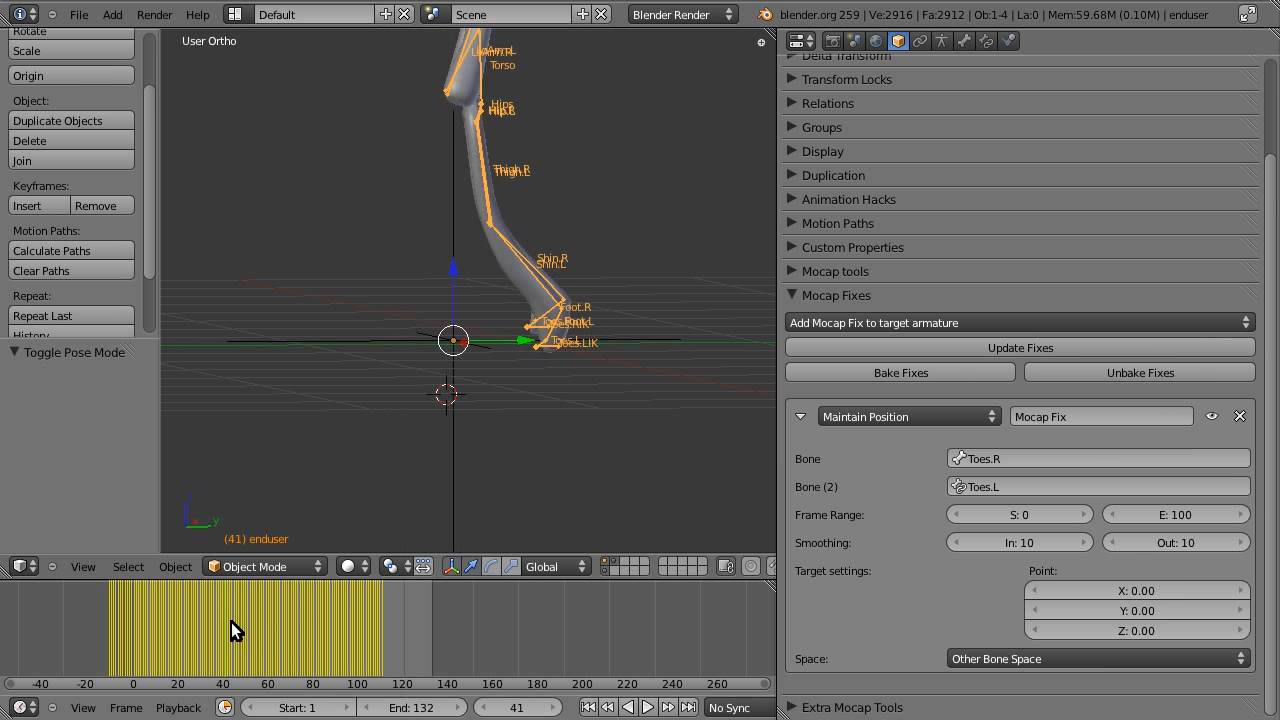 File Add Render Help Default Scene Blender Render blender.org 259 | Ve:2916 | Fa:2912 | Ob:1-4 | La:0 | Mem:59.68M (0.10M) | enduser
Rotate
Scale
Origin
Object:
Duplicate Objects
Delete
Join
Keyframes:
Insert Remove
Motion Paths:
Calculate Paths
Clear Paths
Repeat:
Repeat Last
History
Toggle Pose Mode
User Ortho
Torso
Hips
Thigh.R
Thigh.L
Shin.R
Shin.L
Foot.R
Toes.L
Toes.LIK
z
y
(41) enduser
View Select Object Object Mode Global
-40 -20 0 20 40 60 80 100 120 140 160 180 200 220 240 260
View Frame Playback Start: 1 End: 132 41 No Sync
Delta Transform
Transform Locks
Relations
Groups
Display
Duplication
Animation Hacks
Motion Paths
Custom Properties
Mocap tools
Mocap Fixes
Add Mocap Fix to target armature
Update Fixes
Bake Fixes Unbake Fixes
Maintain Position Mocap Fix
Bone Toes.R
Bone (2) Toes.L
Frame Range: S: 0 E: 100
Smoothing: In: 10 Out: 10
Target settings: Point:
X: 0.00
Y: 0.00
Z: 0.00
Space: Other Bone Space
Extra Mocap Tools